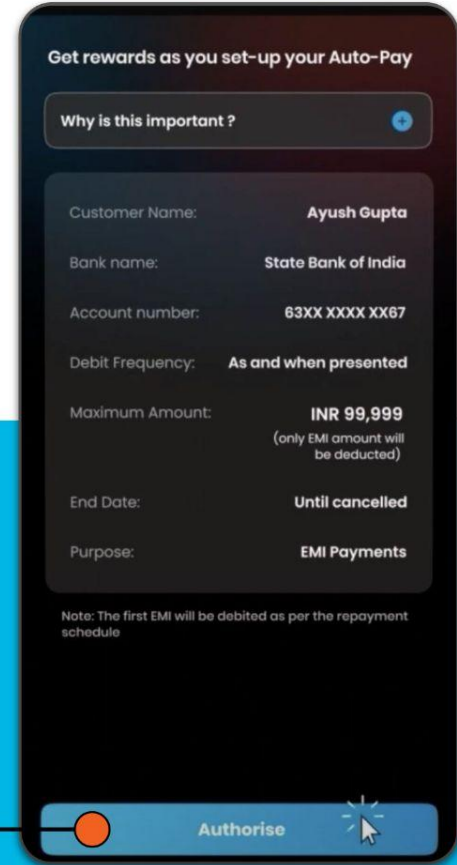 Get rewards as you set-up your Auto-Pay
Why is this important ?
Customer Name: Ayush Gupta
Bank name: State Bank of India
Account number: 63XX XXXX XX67
Debit Frequency: As and when presented
Maximum Amount: INR 99,999
(only EMI amount will
be deducted)
End Date: Until cancelled
Purpose: EMI Payments
Note: The first EMI will be debited as per the repayment
schedule
Authorise